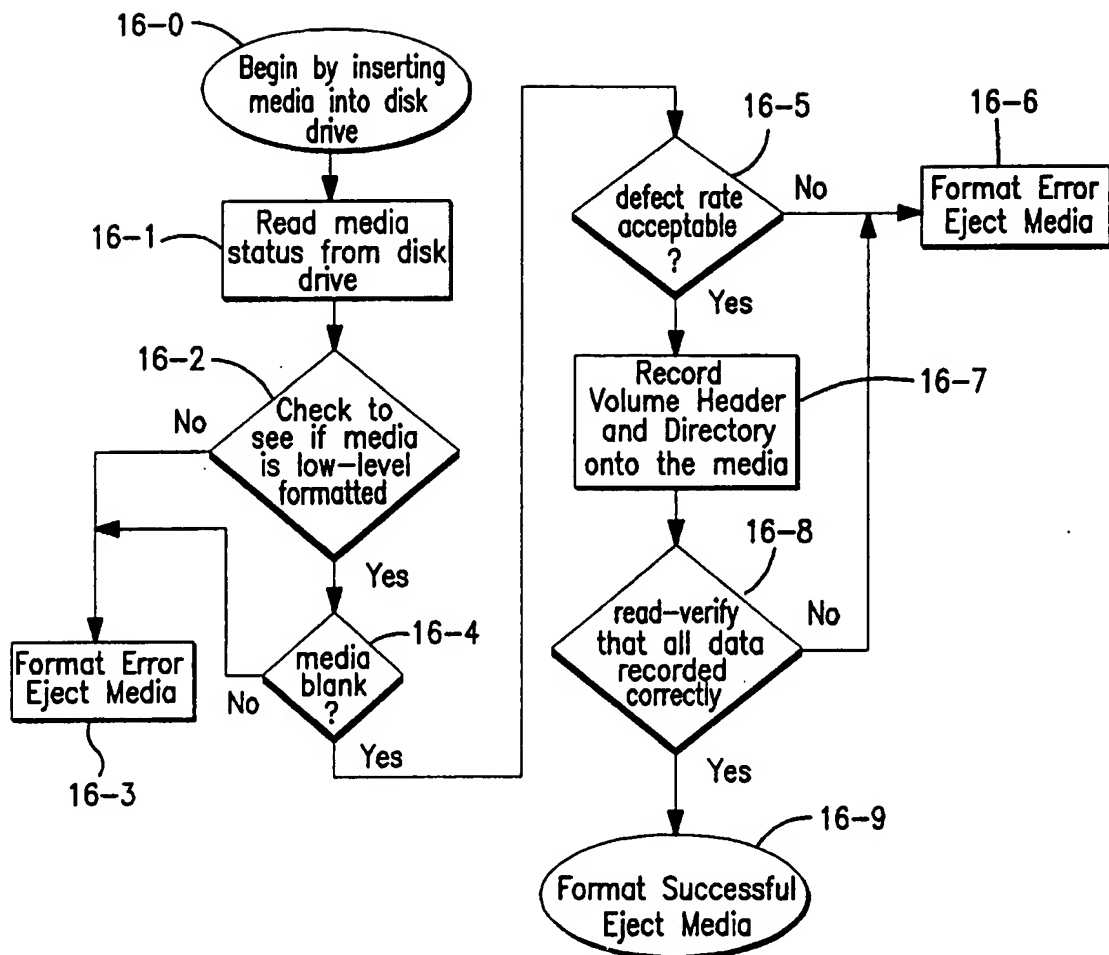 16-0
Begin by inserting
media into disk
drive
16-1
Read media
status from disk
drive
16-2
Check to
see if media
is low-level
formatted
No
Yes
16-4
media
blank
?
No
Yes
Format Error
Eject Media
16-3
16-5
defect rate
acceptable
?
No
Yes
16-6
Format Error
Eject Media
Record
Volume Header
and Directory
onto the media
16-7
16-8
read-verify
that all data
recorded
correctly
No
Yes
16-9
Format Successful
Eject Media